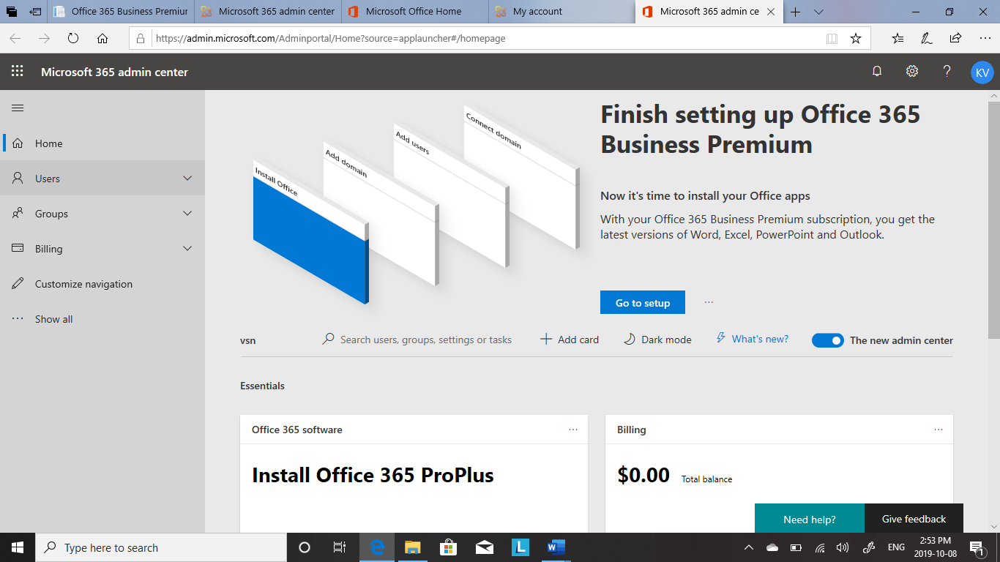 Office 365 Business Premium
Microsoft 365 admin center
Microsoft Office Home
My account
Microsoft 365 admin ce
https://admin.microsoft.com/Adminportal/Home?source=applauncher#/homepage
Microsoft 365 admin center
KV
Home
Users
Groups
Billing
Customize navigation
Show all
Install Office
Add domain
Add users
Connect domain
Finish setting up Office 365
Business Premium
Now it's time to install your Office apps
With your Office 365 Business Premium subscription, you get the
latest versions of Word, Excel, PowerPoint and Outlook.
Go to setup
vsn
Search users, groups, settings or tasks
Add card
Dark mode
What's new?
The new admin center
Essentials
Office 365 software
Install Office 365 ProPlus
Billing
$0.00 Total balance
Need help?
Give feedback
Type here to search
L
W
ENG
2:53 PM
2019-10-08
1